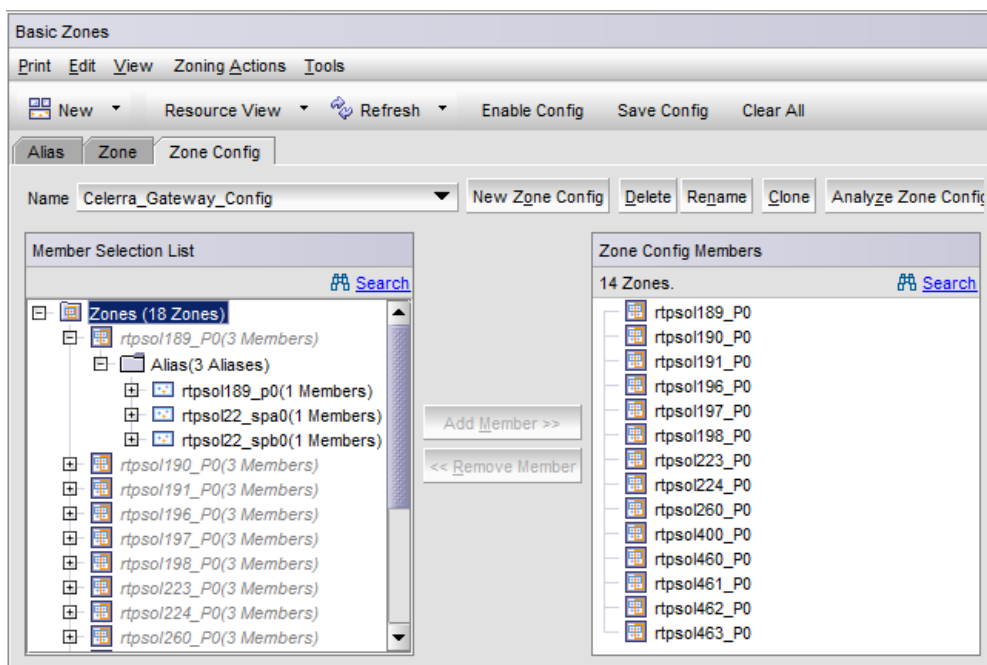 Basic Zones
Print Edit View Zoning Actions Tools
New Resource View Refresh Enable Config Save Config Clear All
Alias Zone Zone Config
Name Celerra_Gateway_Config New Zone Config Delete Rename Clone Analyze Zone Config
Member Selection List
Search
Zones (18 Zones)
rtpsol189_P0(3 Members)
Alias(3 Aliases)
rtpsol189_p0(1 Members)
rtpsol22_spa0(1 Members)
rtpsol22_spb0(1 Members)
rtpsol190_P0(3 Members)
rtpsol191_P0(3 Members)
rtpsol196_P0(3 Members)
rtpsol197_P0(3 Members)
rtpsol198_P0(3 Members)
rtpsol223_P0(3 Members)
rtpsol224_P0(3 Members)
rtpsol260_P0(3 Members)
Add Member >>
<< Remove Member
Zone Config Members
14 Zones. Search
rtpsol189_P0
rtpsol190_P0
rtpsol191_P0
rtpsol196_P0
rtpsol197_P0
rtpsol198_P0
rtpsol223_P0
rtpsol224_P0
rtpsol260_P0
rtpsol400_P0
rtpsol460_P0
rtpsol461_P0
rtpsol462_P0
rtpsol463_P0